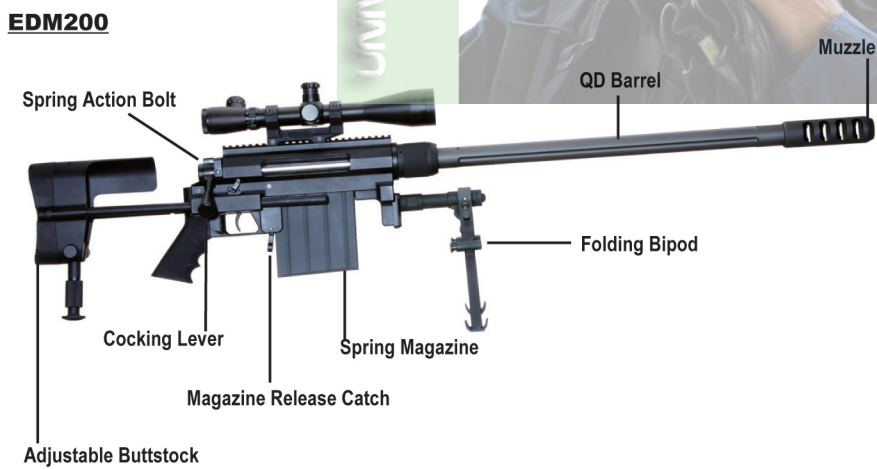 EDM200
Muzzle
QD Barrel
Spring Action Bolt
Folding Bipod
Cocking Lever
Spring Magazine
Magazine Release Catch
Adjustable Buttstock